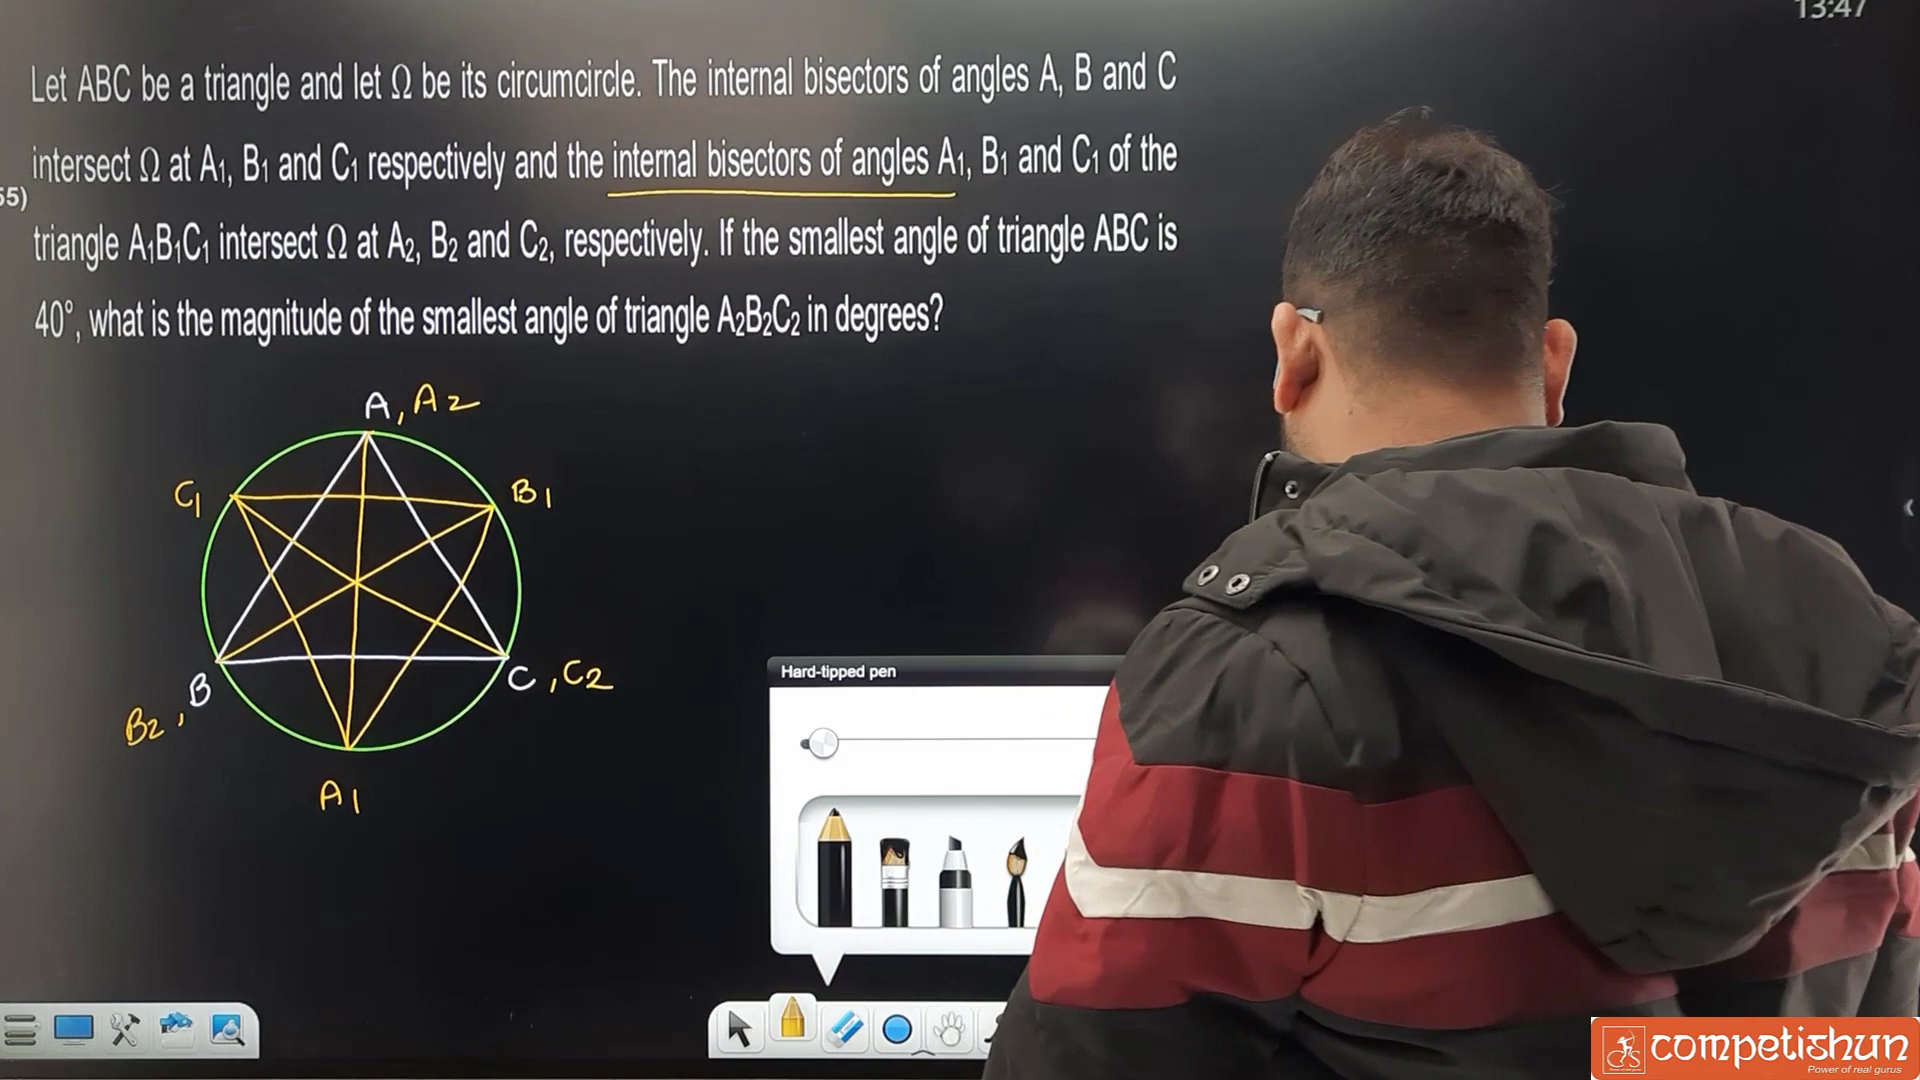 13:47
Let ABC be a triangle and let Ω be its circumcircle. The internal bisectors of angles A, B and C
intersect Ω at A₁, B₁ and C₁ respectively and the internal bisectors of angles A₁, B₁ and C₁ of the
55)
triangle A₁B₁C₁ intersect Ω at A₂, B₂ and C₂, respectively. If the smallest angle of triangle ABC is
40°, what is the magnitude of the smallest angle of triangle A₂B₂C₂ in degrees?
A, A₂
C₁
B₁
B₂, B
C, C₂
A₁
Hard-tipped pen
competishun
Power of real gurus